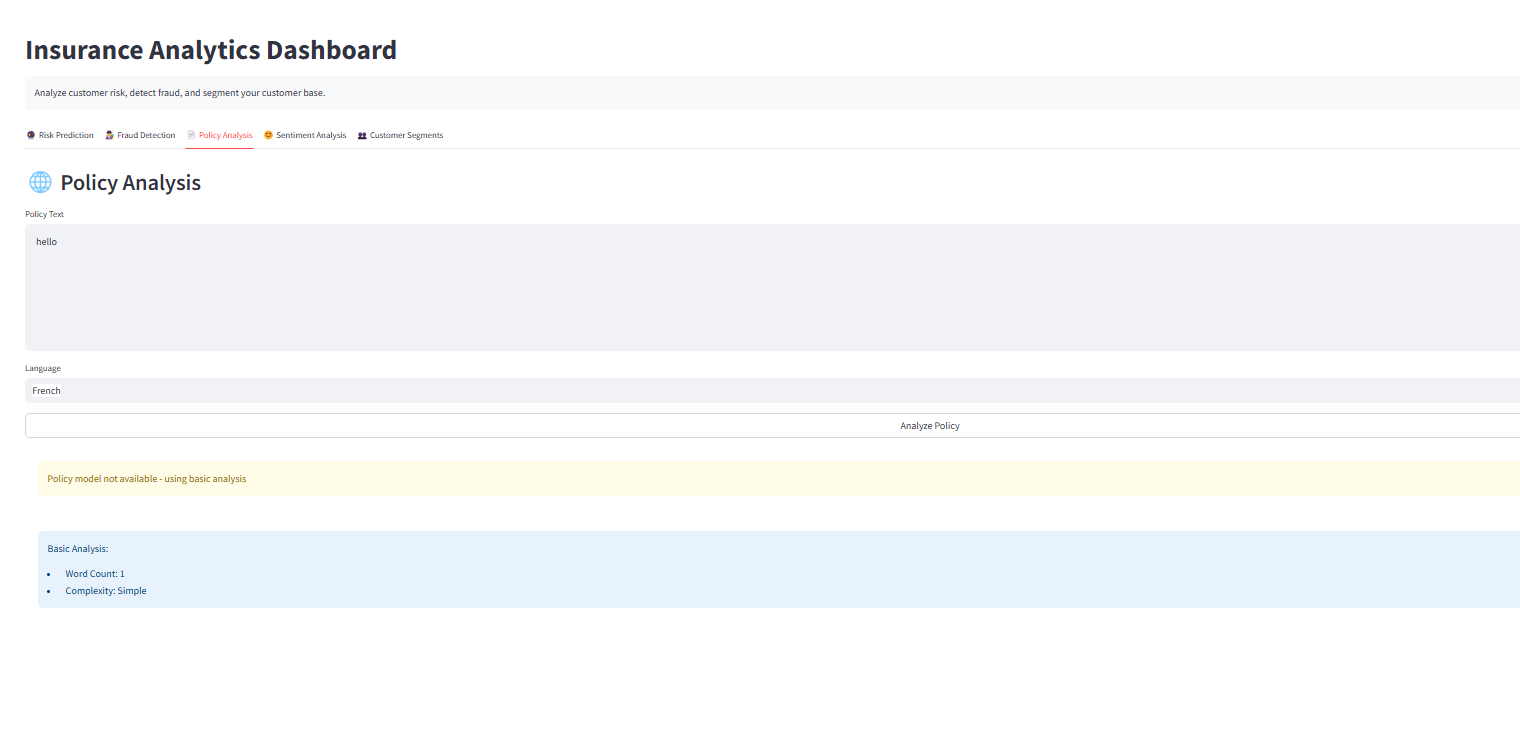 Insurance Analytics Dashboard
Analyze customer risk, detect fraud, and segment your customer base.
Risk Prediction Fraud Detection Policy Analysis Sentiment Analysis Customer Segments
Policy Analysis
Policy Text
hello
Language
French
Analyze Policy
Policy model not available - using basic analysis
Basic Analysis:
• Word Count: 1
• Complexity: Simple